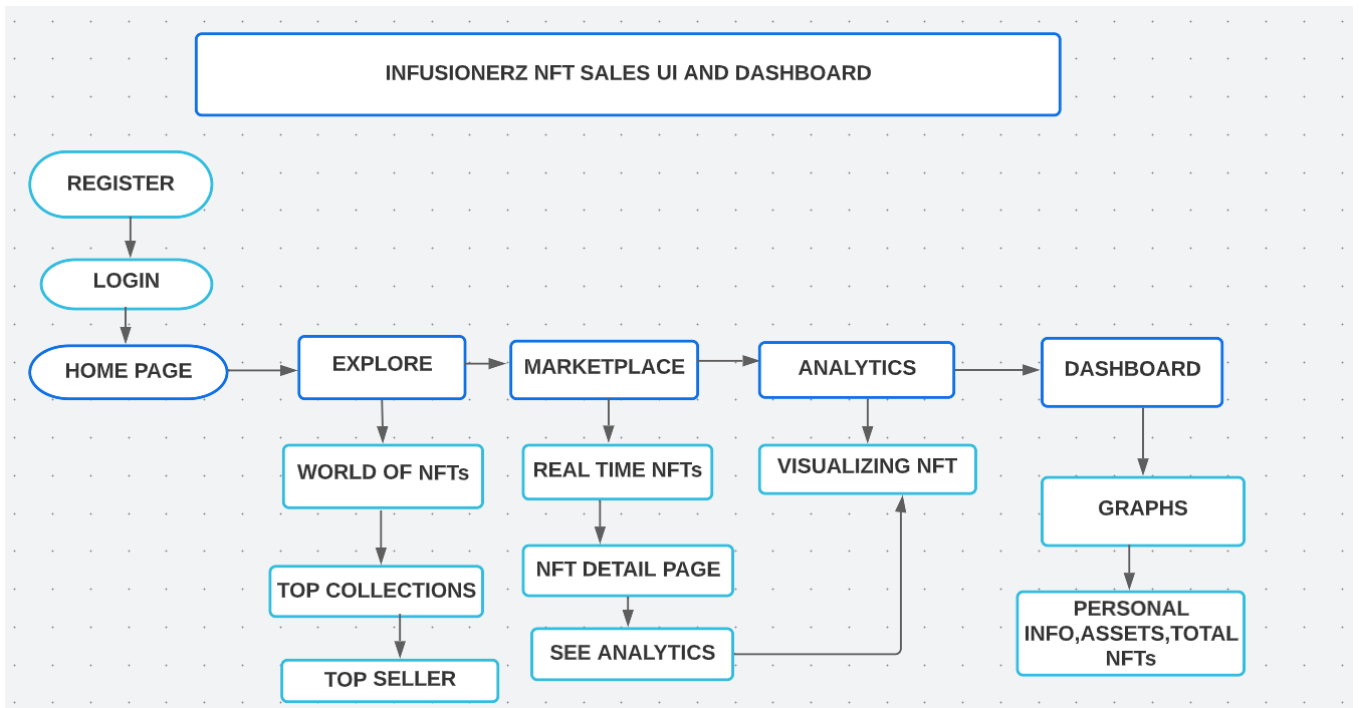 INFUSIONERZ NFT SALES UI AND DASHBOARD
REGISTER
LOGIN
HOME PAGE
EXPLORE
MARKETPLACE
ANALYTICS
DASHBOARD
WORLD OF NFTs
REAL TIME NFTs
VISUALIZING NFT
GRAPHS
TOP COLLECTIONS
NFT DETAIL PAGE
PERSONAL
INFO,ASSETS,TOTAL
NFTs
TOP SELLER
SEE ANALYTICS